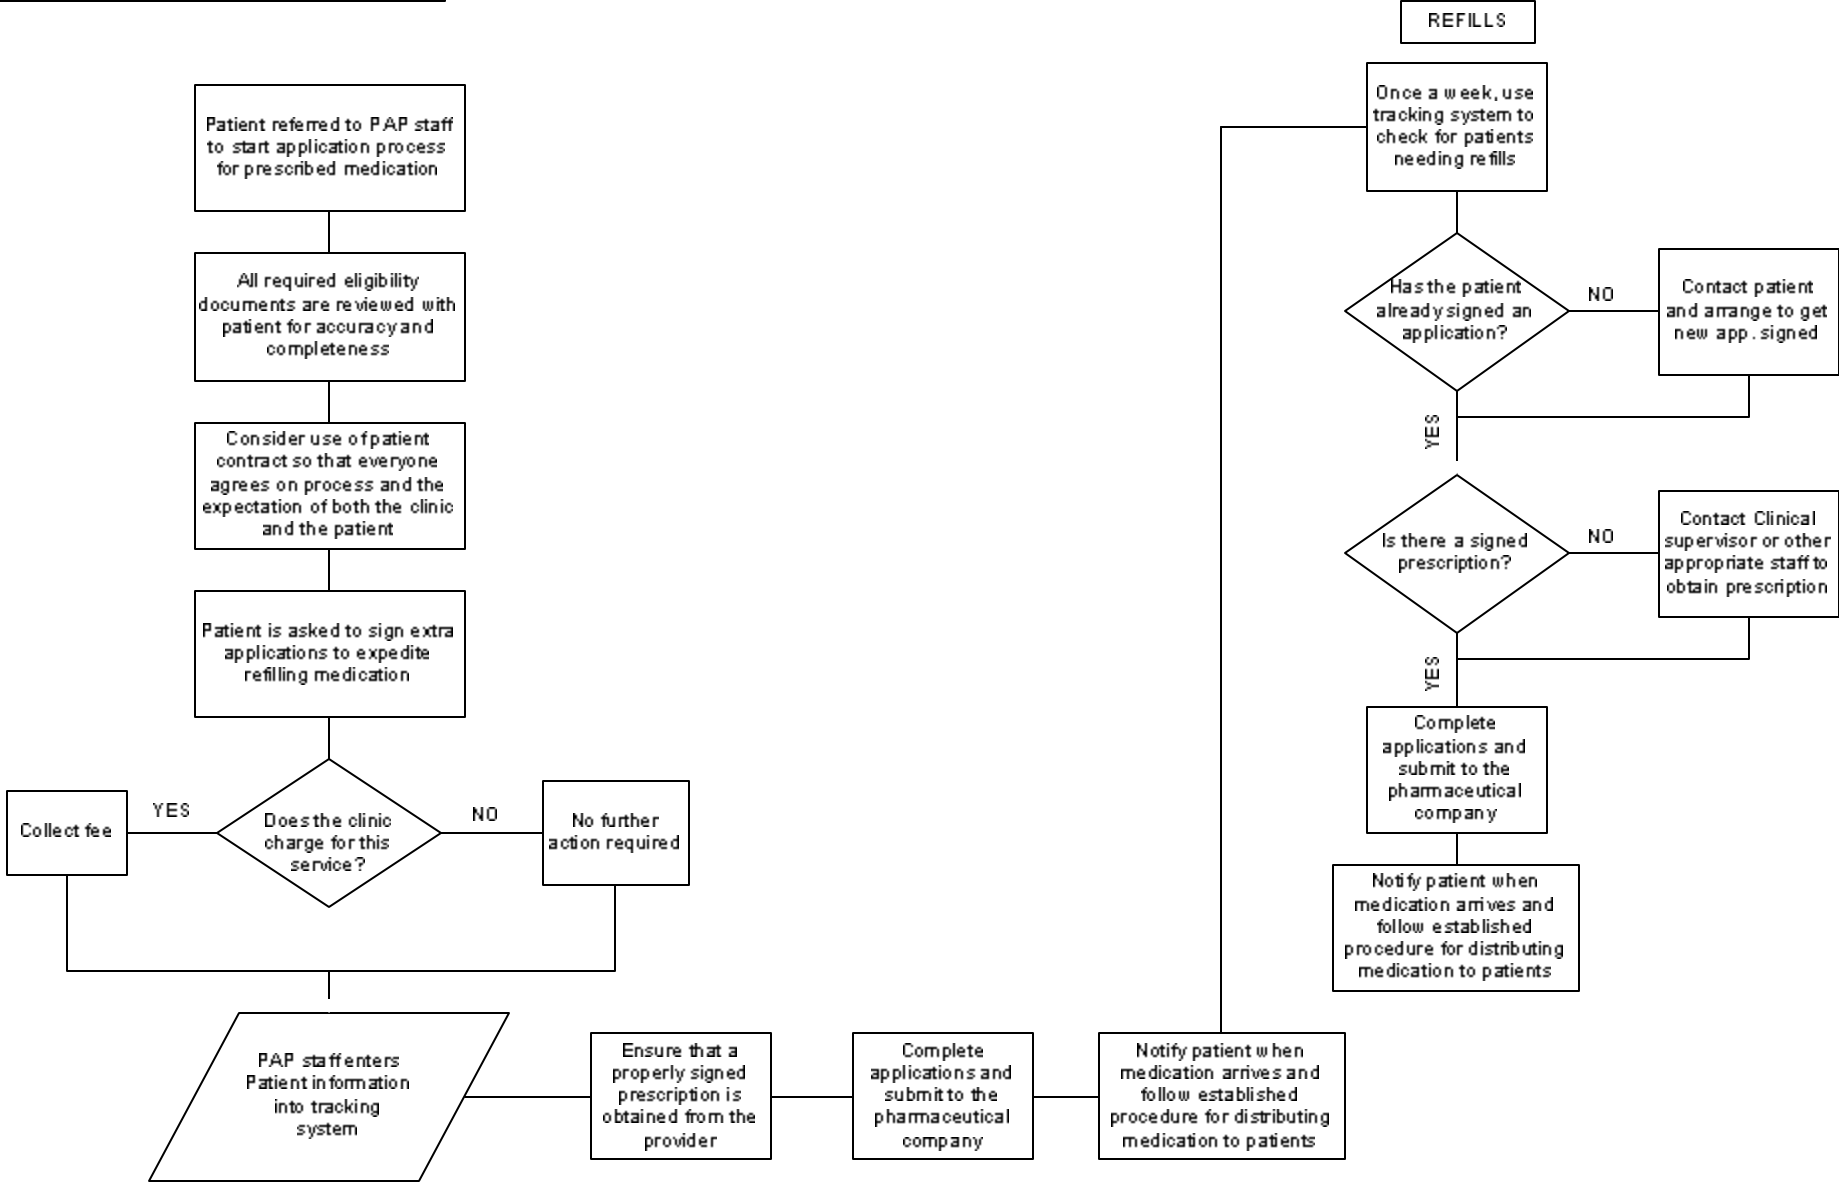 Patient referred to PAP staff
to start application process
for prescribed medication
All required eligibility
documents are reviewed with
patient for accuracy and
completeness
Consider use of patient
contract so that everyone
agrees on process and the
expectation of both the clinic
and the patient
Patient is asked to sign extra
applications to expedite
refilling medication
Does the clinic
charge for this
service?
YES
Collect fee
NO
No further
action required
PAP staff enters
Patient information
into tracking
system
Ensure that a
properly signed
prescription is
obtained from the
provider
Complete
applications and
submit to the
pharmaceutical
company
Notify patient when
medication arrives and
follow established
procedure for distributing
medication to patients
REFILLS
Once a week, use
tracking system to
check for patients
needing refills
Has the patient
already signed an
application?
NO
Contact patient
and arrange to get
new app. signed
YES
Is there a signed
prescription?
NO
Contact Clinical
supervisor or other
appropriate staff to
obtain prescription
YES
Complete
applications and
submit to the
pharmaceutical
company
Notify patient when
medication arrives and
follow established
procedure for distributing
medication to patients